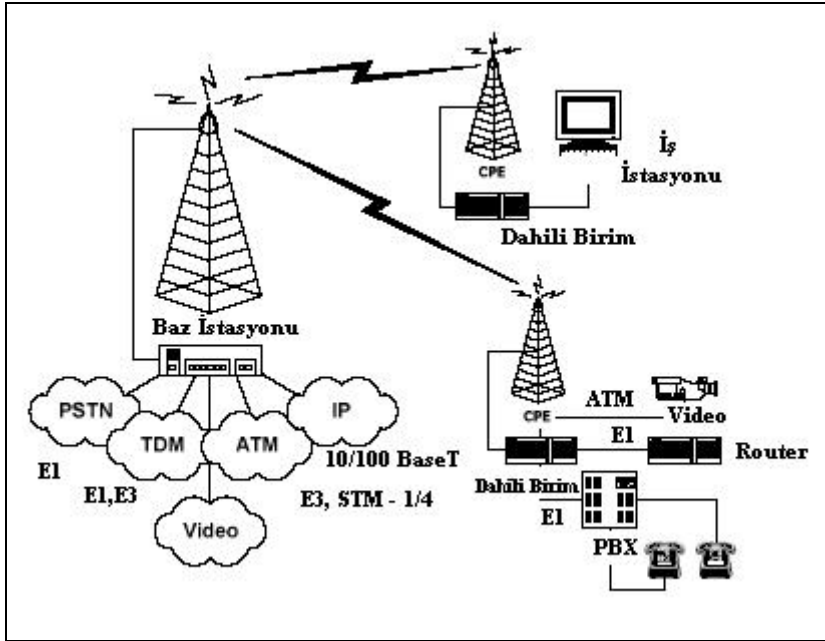 CPE
İş
İstasyonu
Dahili Birim
Baz İstasyonu
PSTN
TDM
ATM
IP
E1
E1,E3
10/100 BaseT
E3, STM - 1/4
Video
CPE
ATM
Video
E1
Router
Dahili Birim
E1
PBX